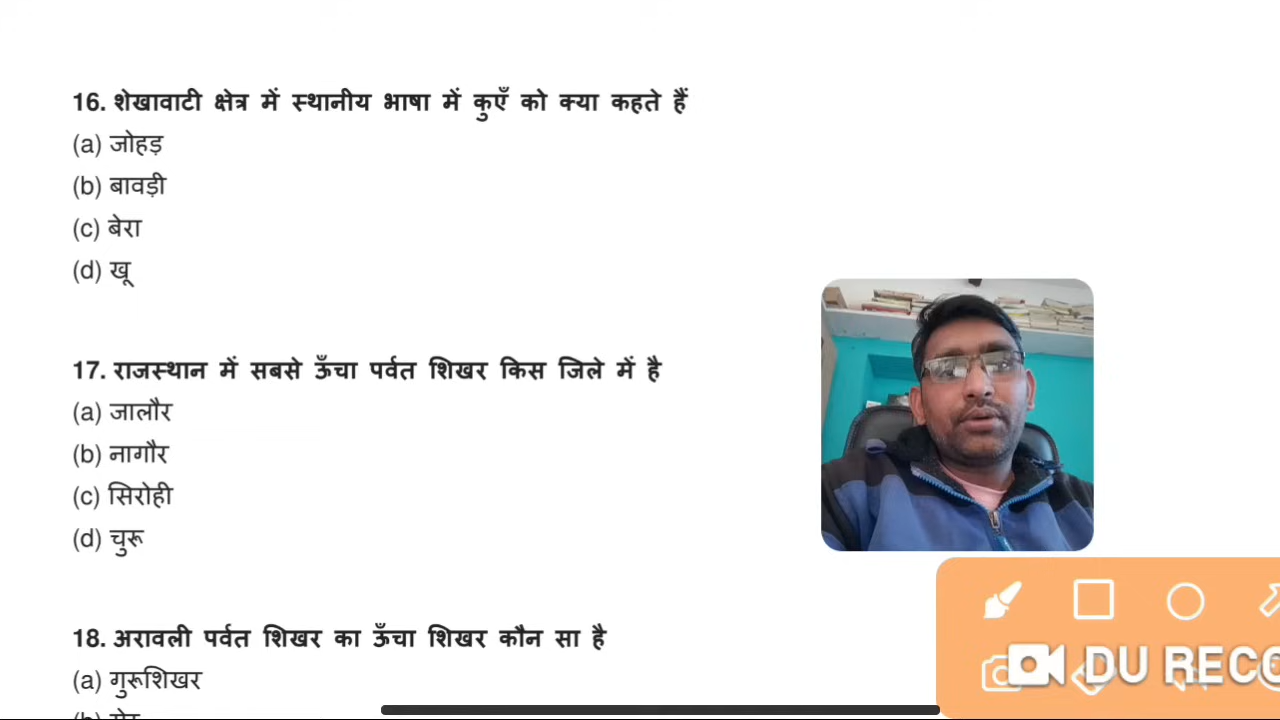 16. शेखावाटी क्षेत्र में स्थानीय भाषा में कुएँ को क्या कहते हैं
(a) जोहड़
(b) बावड़ी
(c) बेरा
(d) खू
17. राजस्थान में सबसे ऊँचा पर्वत शिखर किस जिले में है
(a) जालौर
(b) नागौर
(c) सिरोही
(d) चुरू
18. अरावली पर्वत शिखर का ऊँचा शिखर कौन सा है
(a) गुरूशिखर
DU RECO